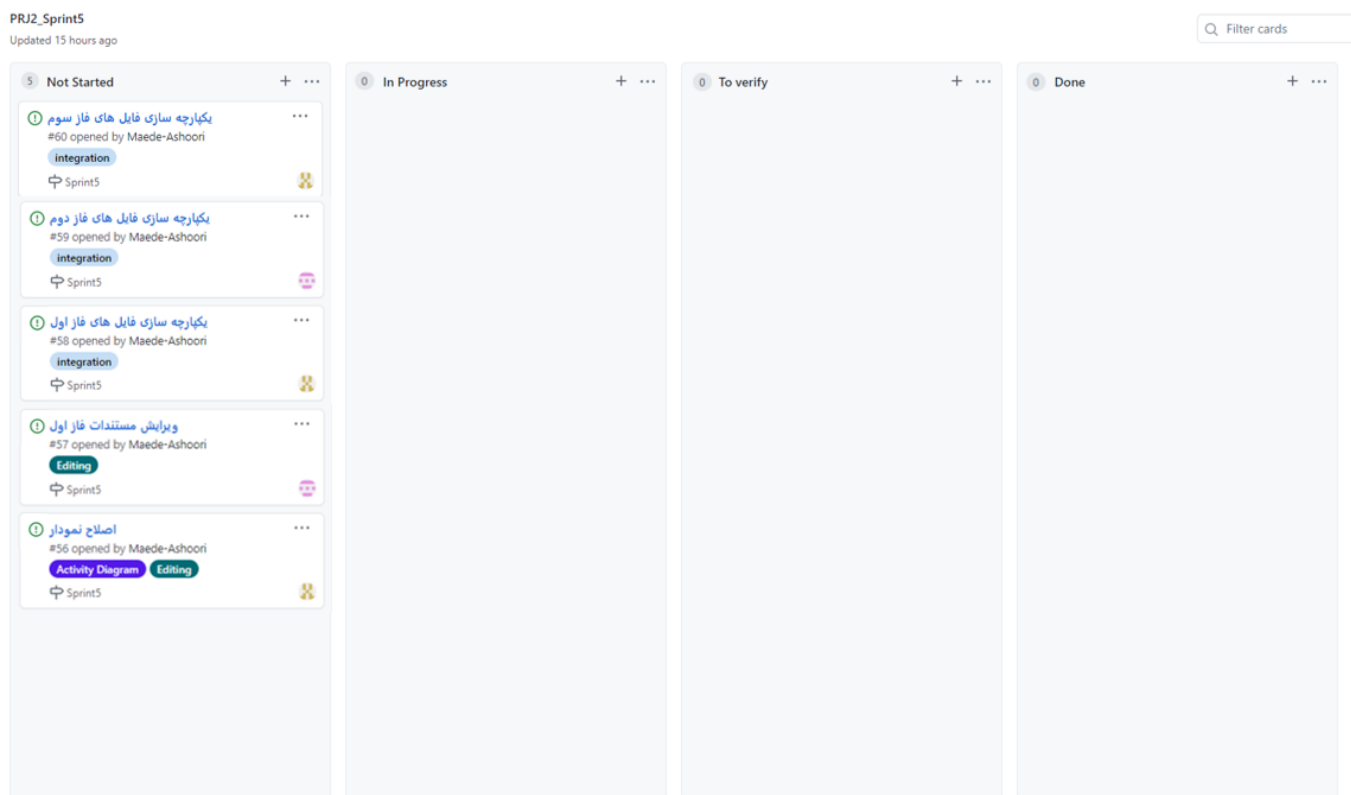 PRJ2_Sprint5
Updated 15 hours ago
Filter cards
5 Not Started
0 In Progress
0 To verify
0 Done
یکپارچه سازی فایل های فاز سوم
#60 opened by Maede-Ashoori
integration
Sprint5
یکپارچه سازی فایل های فاز دوم
#59 opened by Maede-Ashoori
integration
Sprint5
یکپارچه سازی فایل های فاز اول
#58 opened by Maede-Ashoori
integration
Sprint5
ویرایش مستندات فاز اول
#57 opened by Maede-Ashoori
Editing
Sprint5
اصلاح نمودار
#56 opened by Maede-Ashoori
Activity Diagram Editing
Sprint5